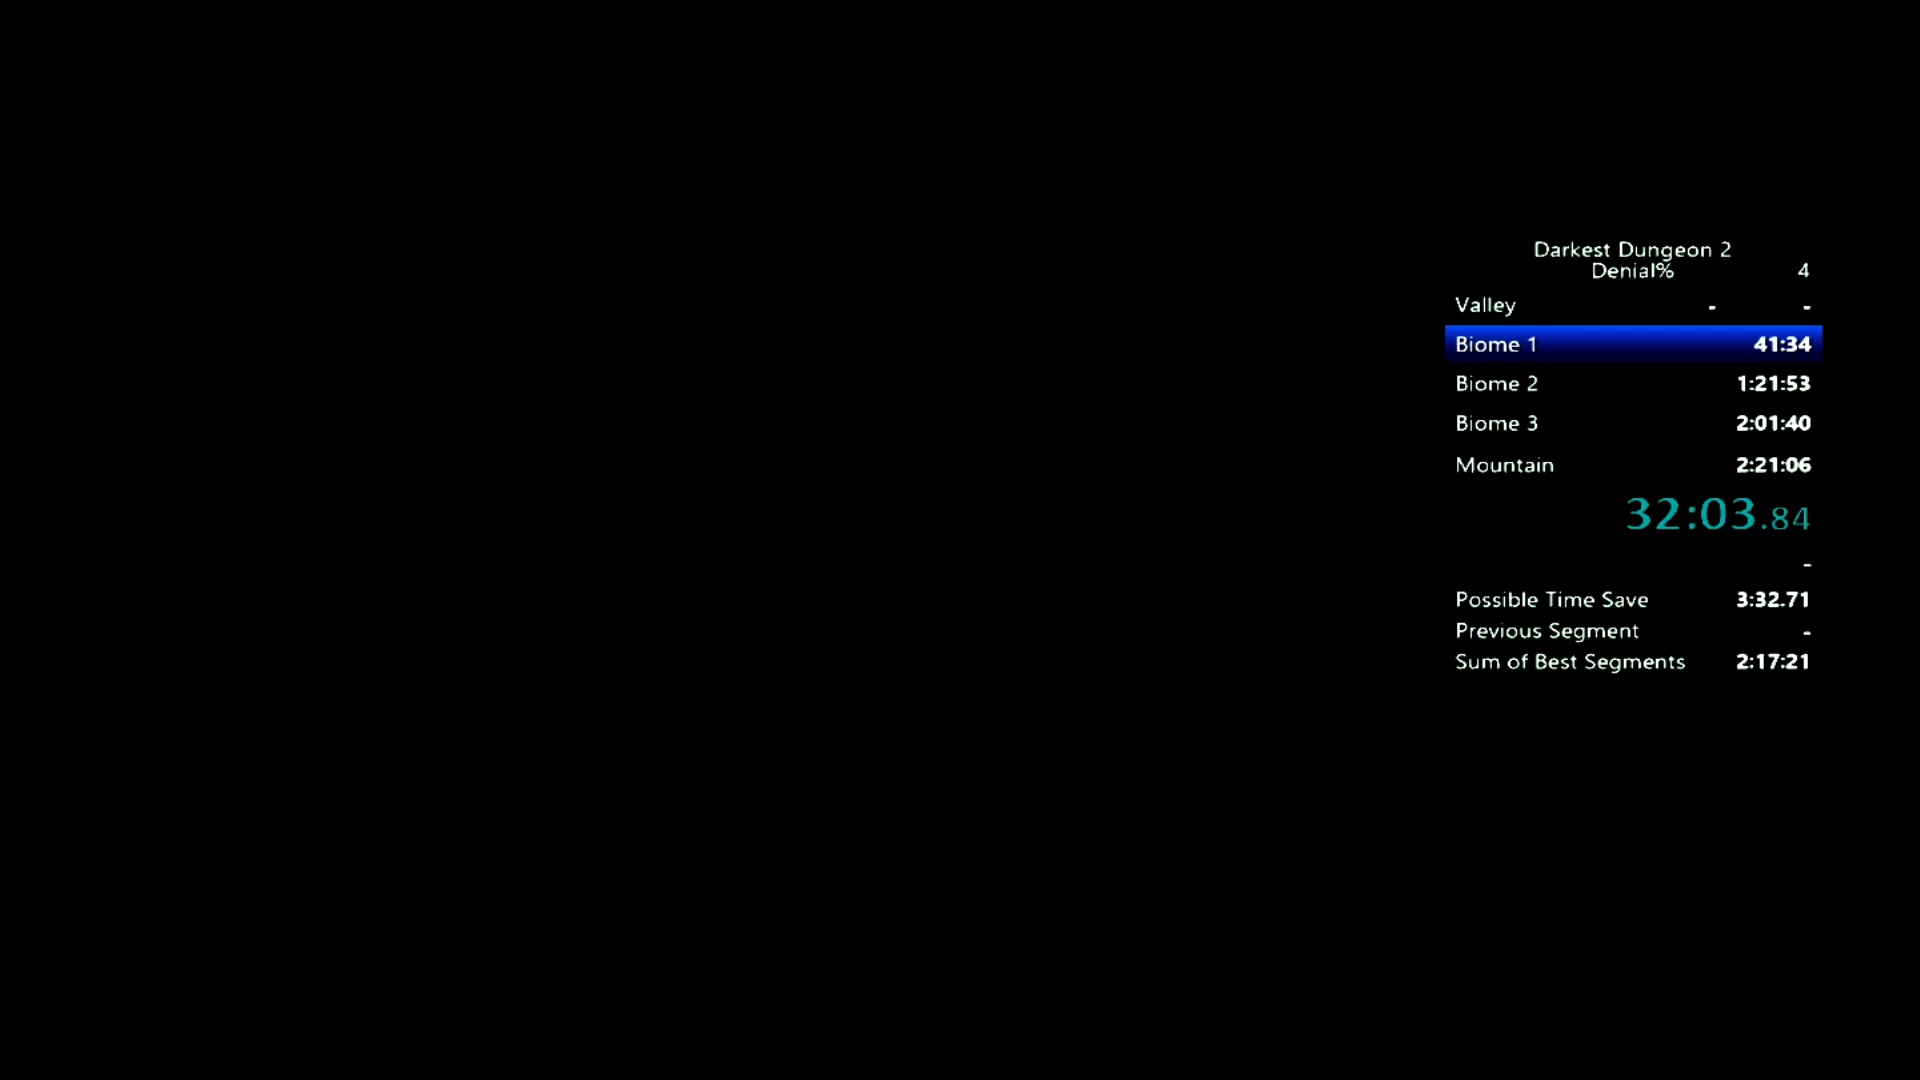 Darkest Dungeon 2
Denial% 4
Valley - -
Biome 1 41:34
Biome 2 1:21:53
Biome 3 2:01:40
Mountain 2:21:06
32:03.84
-
Possible Time Save 3:32.71
Previous Segment -
Sum of Best Segments 2:17:21